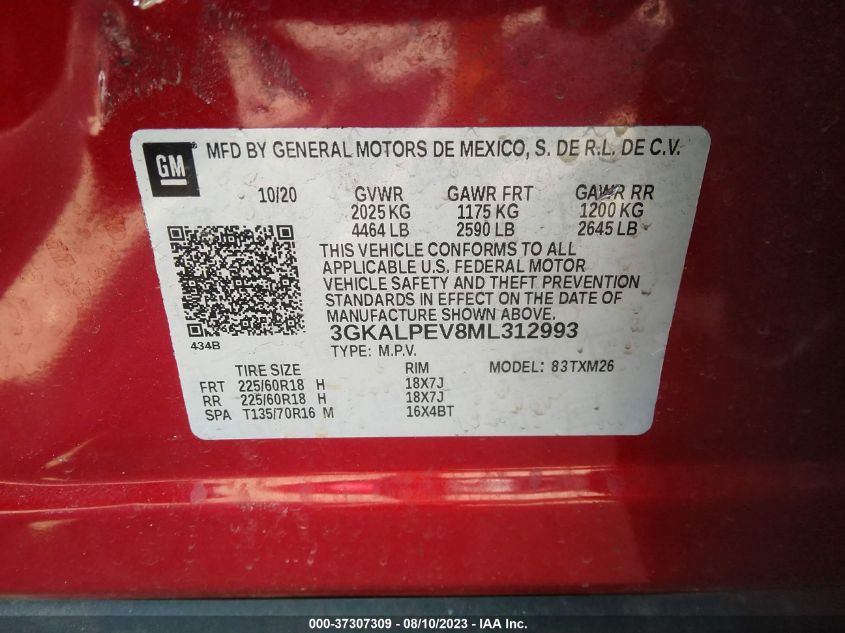 GM MFD BY GENERAL MOTORS DE MEXICO, S. DE R.L. DE C.V.
10/20 GVWR GAWR FRT GAWR RR
2025 KG 1175 KG 1200 KG
4464 LB 2590 LB 2645 LB
THIS VEHICLE CONFORMS TO ALL
APPLICABLE U.S. FEDERAL MOTOR
VEHICLE SAFETY AND THEFT PREVENTION
STANDARDS IN EFFECT ON THE DATE OF
MANUFACTURE SHOWN ABOVE.
434B 3GKALPEV8ML312993
TYPE: M.P.V.
TIRE SIZE RIM MODEL: 83TXM26
FRT 225/60R18 H 18X7J
RR 225/60R18 H 18X7J
SPA T135/70R16 M 16X4BT
000-37307309 - 08/10/2023 - IAA Inc.